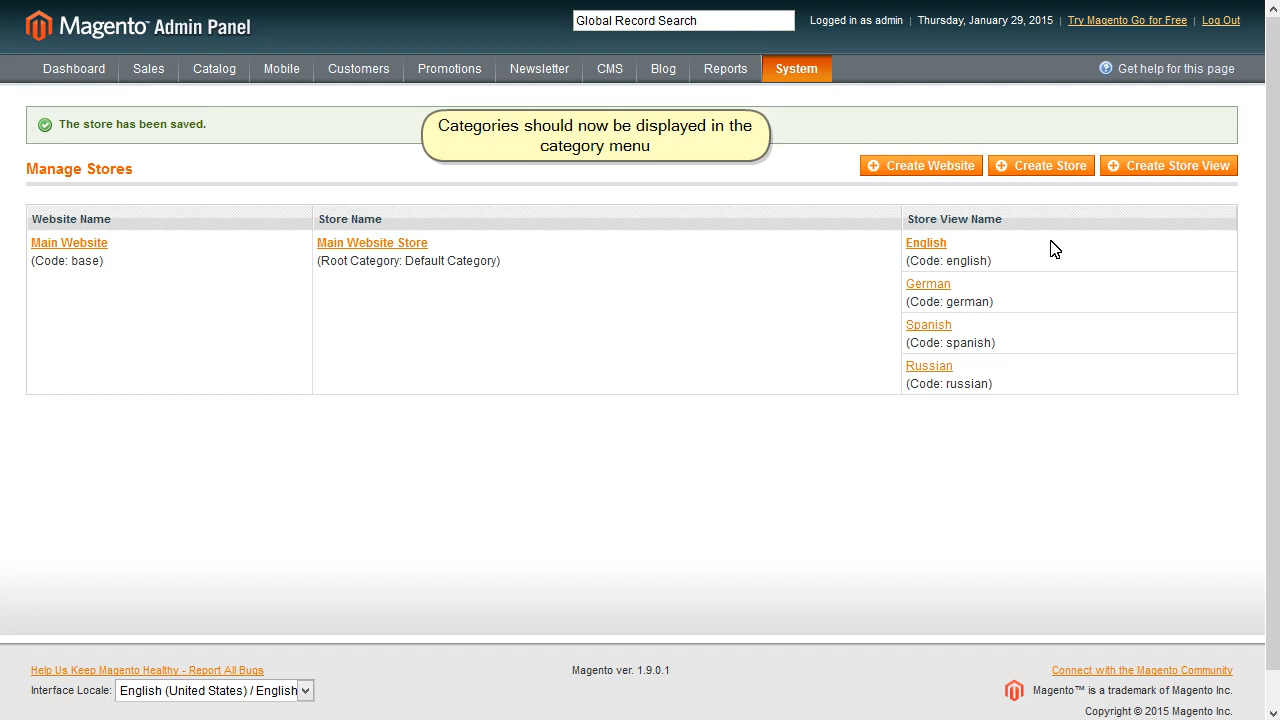 Magento™ Admin Panel
Global Record Search
Logged in as admin | Thursday, January 29, 2015 | Try Magento Go for Free | Log Out
Dashboard Sales Catalog Mobile Customers Promotions Newsletter CMS Blog Reports System Get help for this page
The store has been saved.
Categories should now be displayed in the
category menu
Manage Stores
Create Website Create Store Create Store View
Website Name Store Name Store View Name
Main Website Main Website Store English
(Code: base) (Root Category: Default Category) (Code: english)
German
(Code: german)
Spanish
(Code: spanish)
Russian
(Code: russian)
Help Us Keep Magento Healthy - Report All Bugs Magento ver. 1.9.0.1 Connect with the Magento Community
Interface Locale: English (United States) / English Magento™ is a trademark of Magento Inc.
Copyright © 2015 Magento Inc.